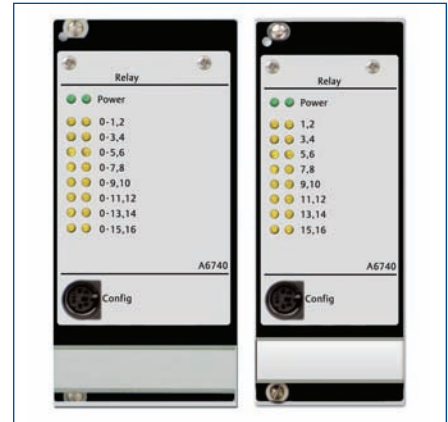 Relay
Power
0-1,2
0-3,4
0-5,6
0-7,8
0-9,10
0-11,12
0-13,14
0-15,16
A6740
Config
Relay
Power
1,2
3,4
5,6
7,8
9,10
11,12
13,14
15,16
A6740
Config